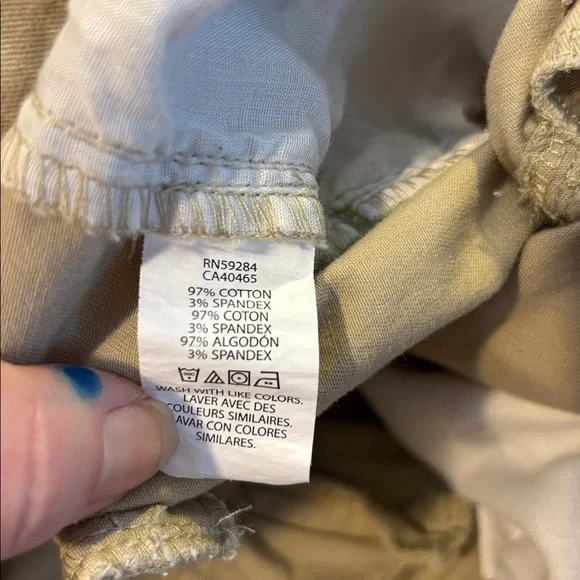 RN59284
CA40465
97% COTTON
3% SPANDEX
97% COTON
3% SPANDEX
97% ALGODÓN
3% SPANDEX
WASH WITH LIKE COLORS.
LAVER AVEC DES
COULEURS SIMILAIRES.
LAVAR CON COLORES
SIMILARES.